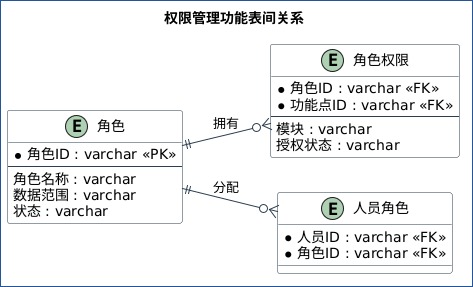 权限管理功能表间关系
E 角色权限
角色ID : varchar «FK»
功能点ID : varchar «FK»
模块 : varchar
授权状态 : varchar
拥有
E 角色
角色ID : varchar «PK»
角色名称 : varchar
数据范围 : varchar
状态 : varchar
分配
E 人员角色
人员ID : varchar «FK»
角色ID : varchar «FK»